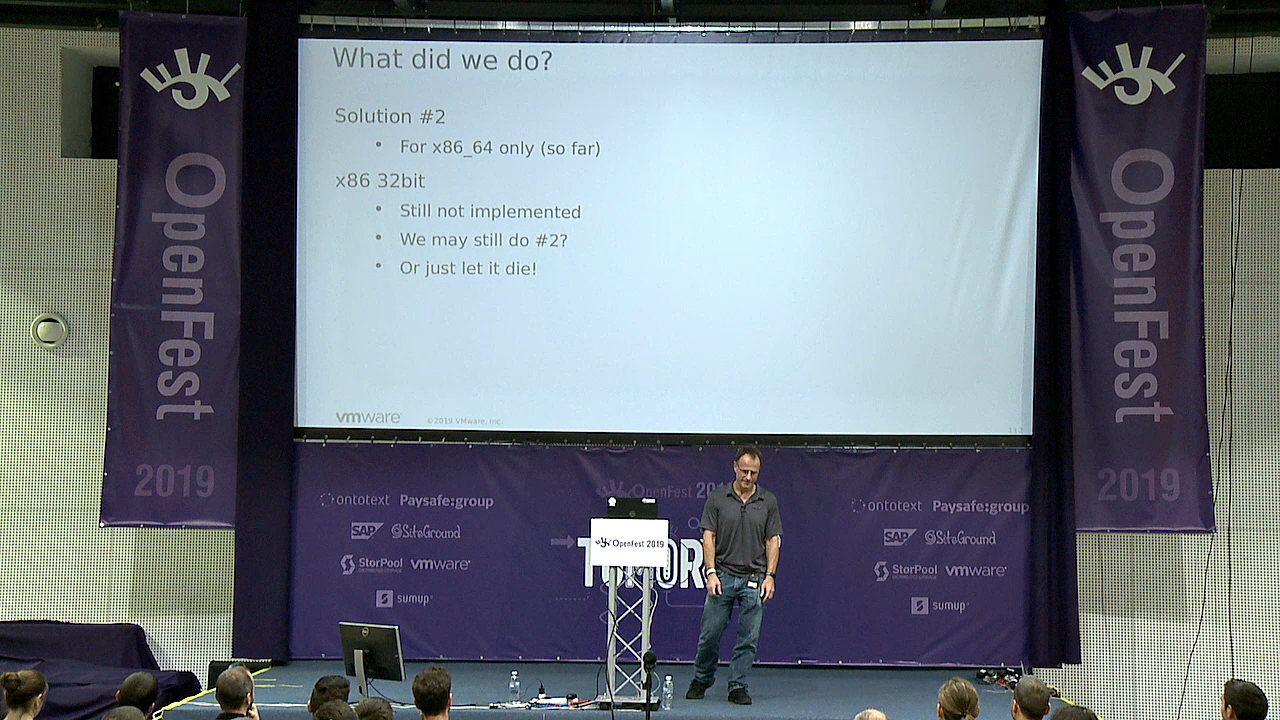 What did we do?
Solution #2
• For x86_64 only (so far)
x86 32bit
• Still not implemented
• We may still do #2?
• Or just let it die!
vmware
©2019 VMware, Inc.
OpenFest
2019
OpenFest
2019
ontotext Paysafe:group
SAP SiteGround
StorPool vmware
sumup
OpenFest
OpenFest 2019
ontotext Paysafe:group
SAP SiteGround
StorPool vmware
sumup
DELL